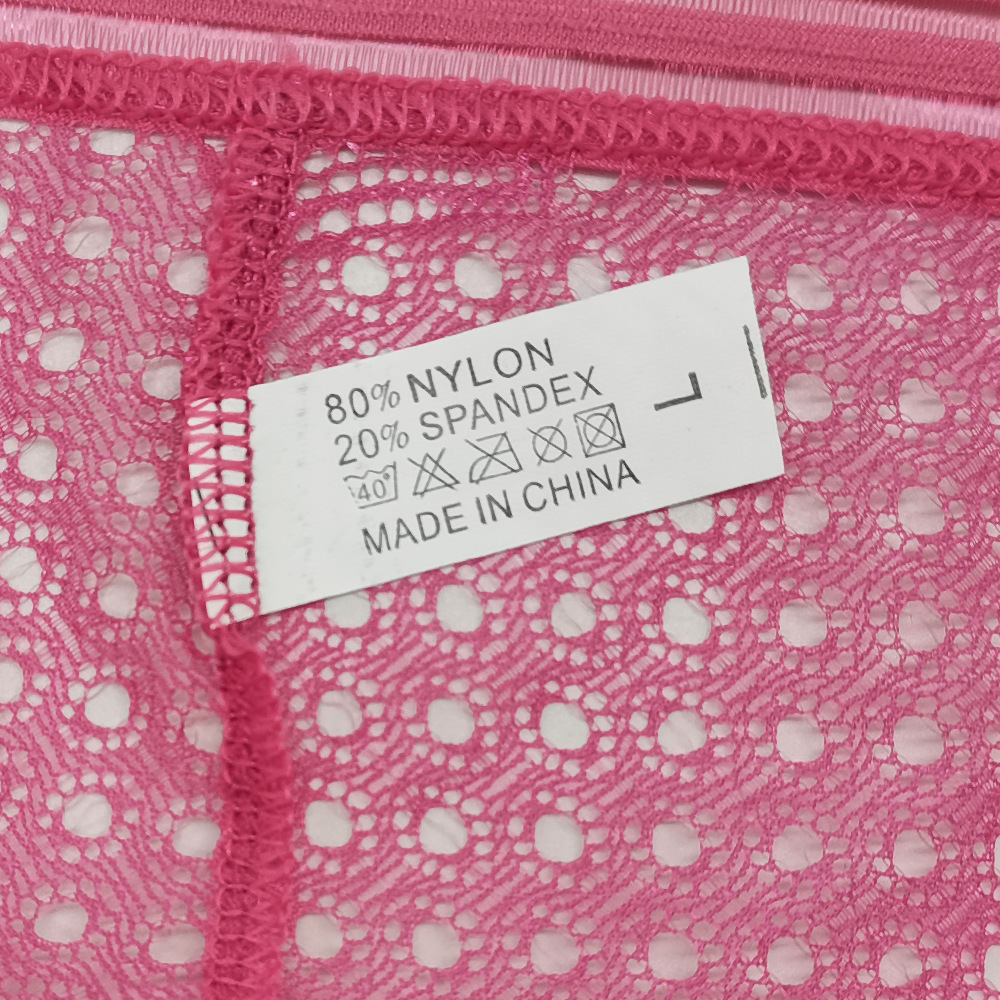 80% NYLON
20% SPANDEX
40°
MADE IN CHINA
L